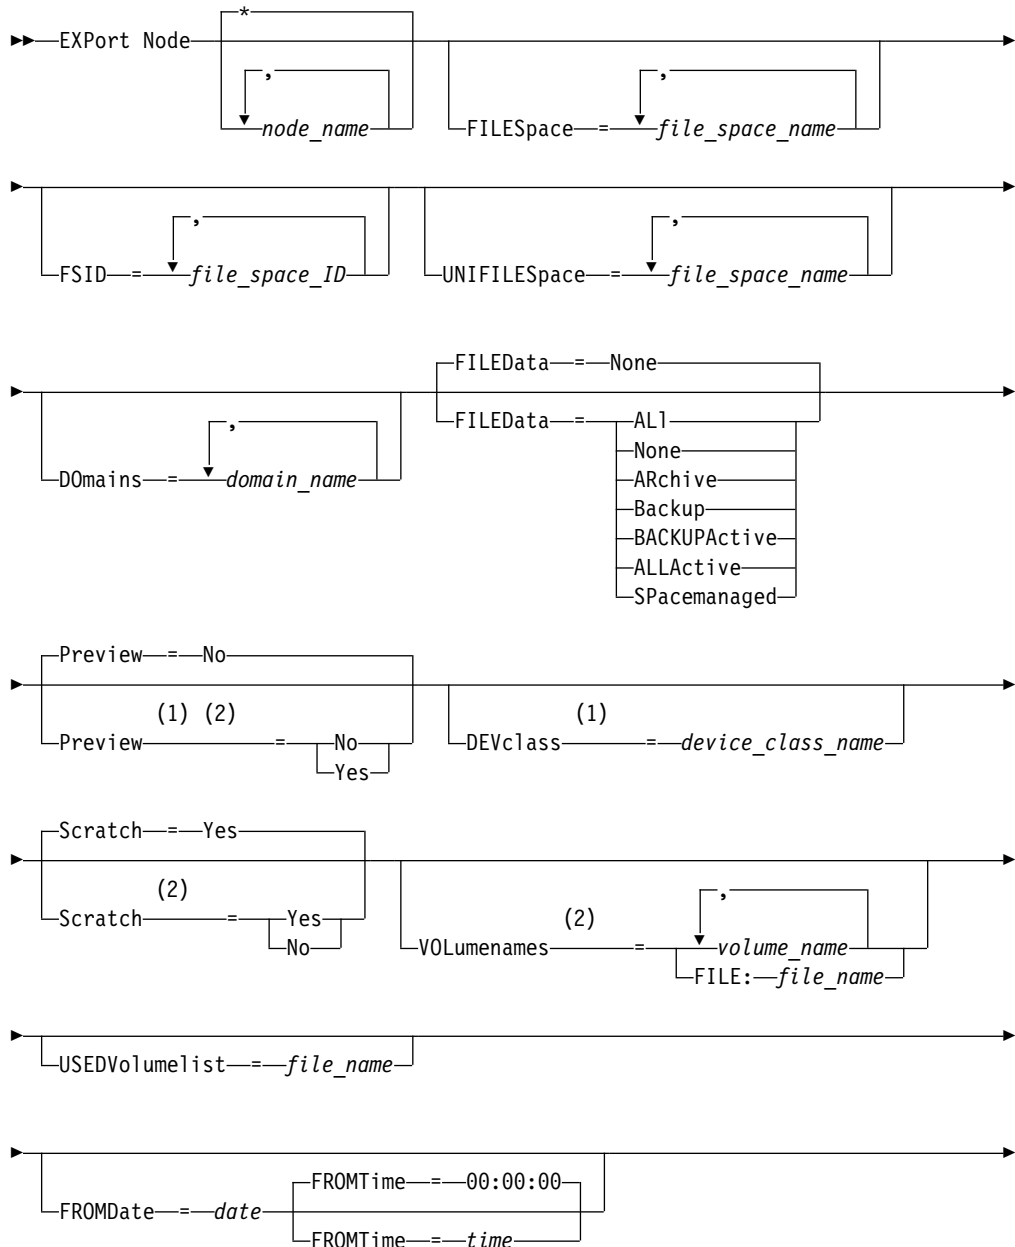 *
EXPort Node
,
node_name
FILESpace = , file_space_name
FSID = , file_space_ID
UNIFILESpace = , file_space_name
FILEData = None
DOmains = , domain_name
FILEData = ALl
None
ARchive
Backup
BACKUPActive
ALLActive
SPacemanaged
Preview = No
(1) (2)
Preview = No
Yes
(1)
DEVclass = device_class_name
Scratch = Yes
(2)
Scratch = Yes
No
(2)
VOLumenames = , volume_name
FILE: file_name
USEDVolumelist = file_name
FROMTime = 00:00:00
FROMDate = date
FROMTime = time